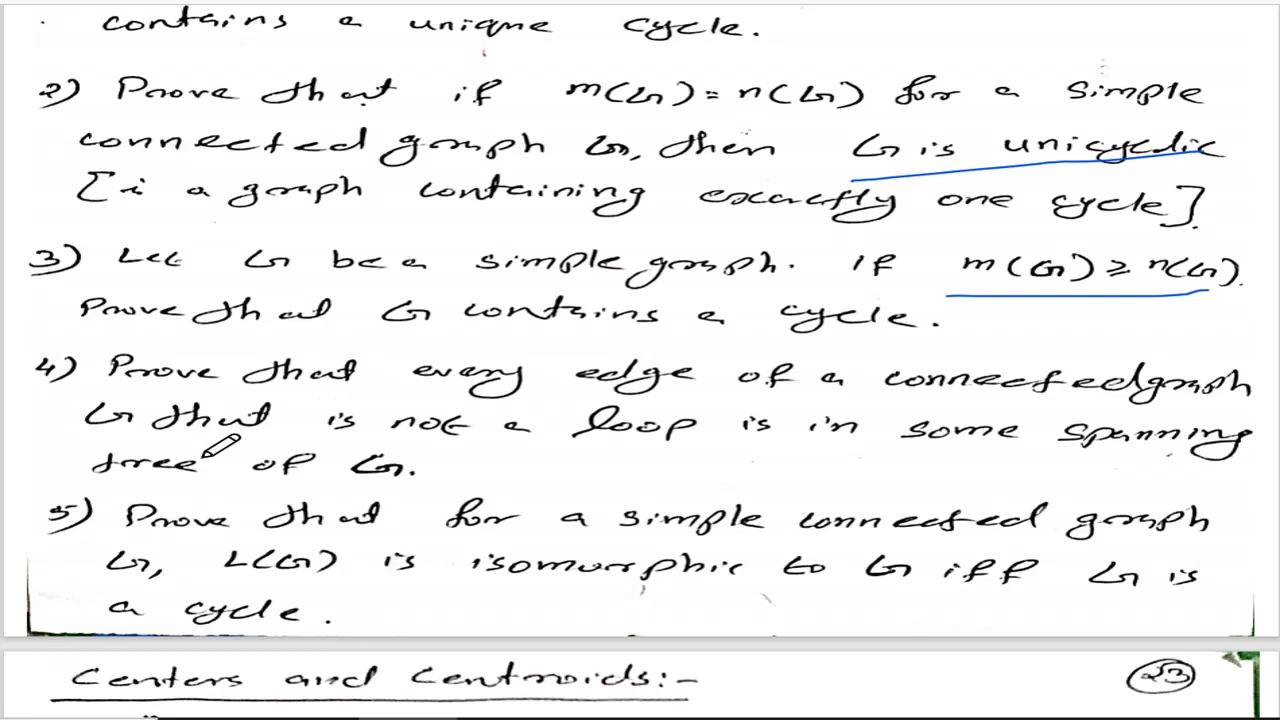 contains a unique cycle.
2) Prove that if m(G) = n(G) for a simple
connected graph G, then G is unicyclic
[i a graph containing exactly one cycle].
3) Let G be a simple graph. If m(G) ≥ n(G).
Prove that G contains a cycle.
4) Prove that every edge of a connected graph
G that is not a loop is in some spanning
tree of G.
5) Prove that for a simple connected graph
G, L(G) is isomorphic to G iff G is
a cycle.
Centers and Centroids:-
23